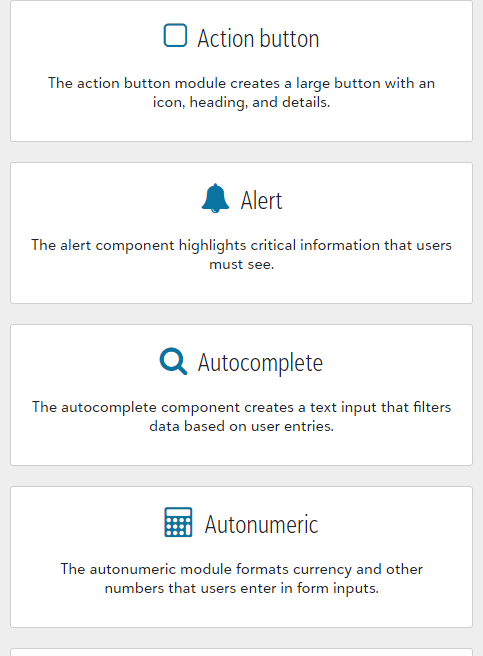 Action button
The action button module creates a large button with an
icon, heading, and details.
Alert
The alert component highlights critical information that users
must see.
Autocomplete
The autocomplete component creates a text input that filters
data based on user entries.
Autonumeric
The autonumeric module formats currency and other
numbers that users enter in form inputs.